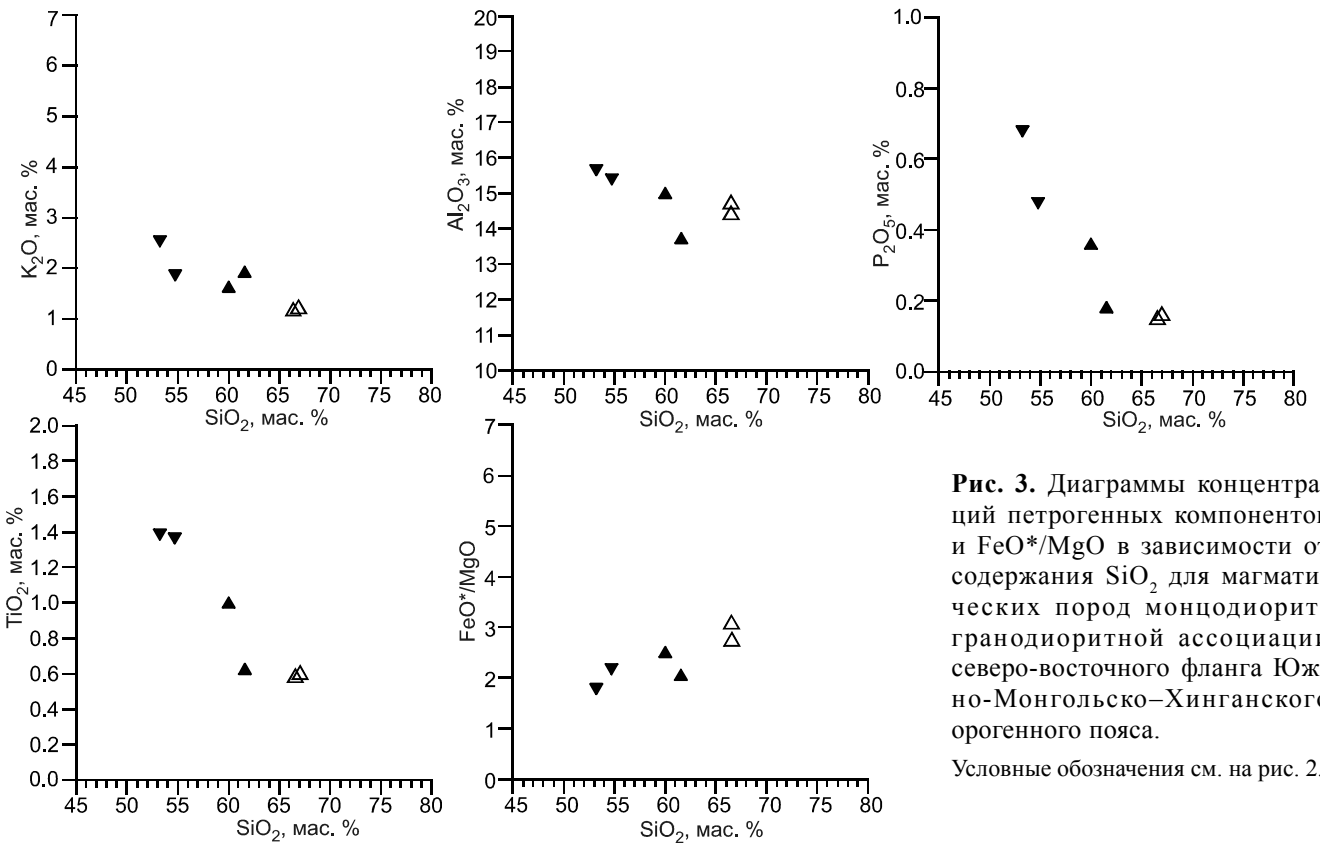 7
6
5
4
3
2
1
0
K₂O, мас. %
45 50 55 60 65 70 75 80
SiO₂, мас. %
20
19
18
17
16
15
14
13
12
11
10
Al₂O₃, мас. %
45 50 55 60 65 70 75 80
SiO₂, мас. %
1.0
0.8
0.6
0.4
0.2
0.0
P₂O₅, мас. %
45 50 55 60 65 70 75 80
SiO₂, мас. %
2.0
1.8
1.6
1.4
1.2
1.0
0.8
0.6
0.4
0.2
0.0
TiO₂, мас. %
45 50 55 60 65 70 75 80
SiO₂, мас. %
7
6
5
4
3
2
1
0
FeO*/MgO
45 50 55 60 65 70 75 80
SiO₂, мас. %
Рис. 3. Диаграммы концентра-
ций петрогенных компонентов
и FeO*/MgO в зависимости от
содержания SiO₂ для магмати-
ческих пород монцодиорит-
гранодиоритной ассоциации
северо-восточного фланга Юж-
но-Монгольско–Хинганского
орогенного пояса.
Условные обозначения см. на рис. 2.